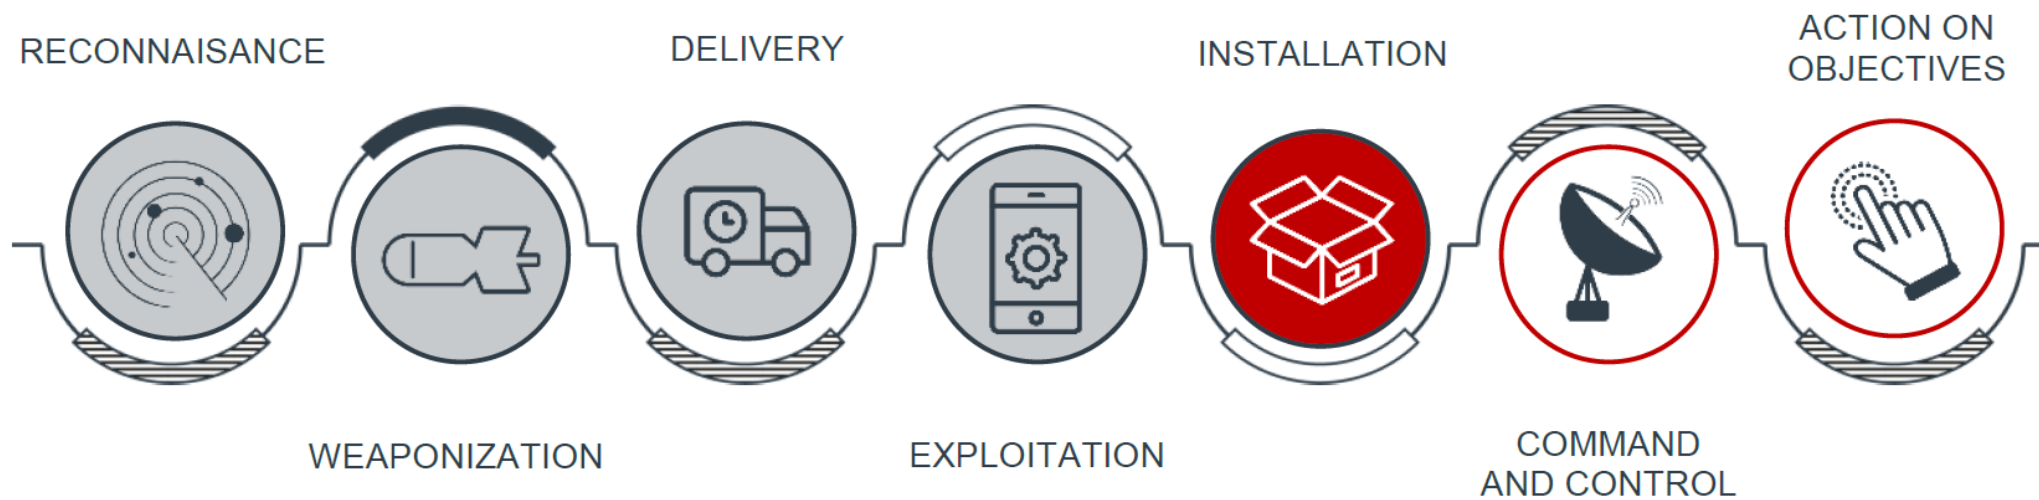 RECONNAISANCE
WEAPONIZATION
DELIVERY
EXPLOITATION
INSTALLATION
COMMAND
AND CONTROL
ACTION ON
OBJECTIVES